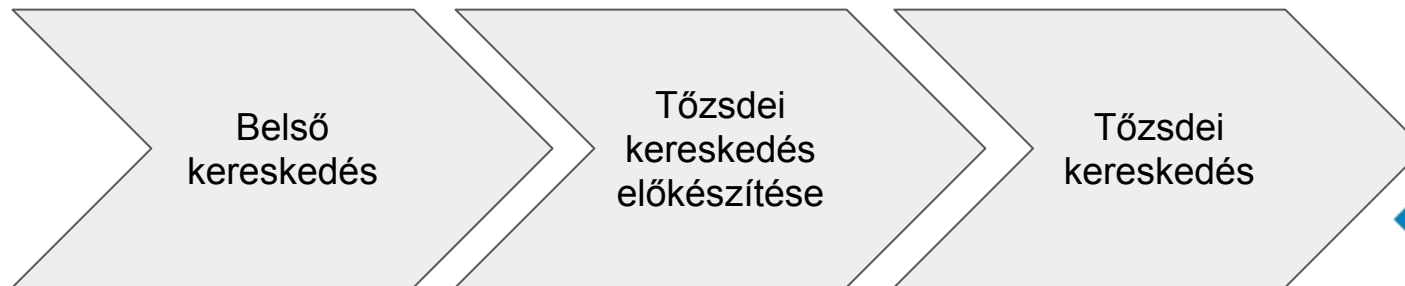 Belső
kereskedés
Tőzsdei
kereskedés
előkészítése
Tőzsdei
kereskedés